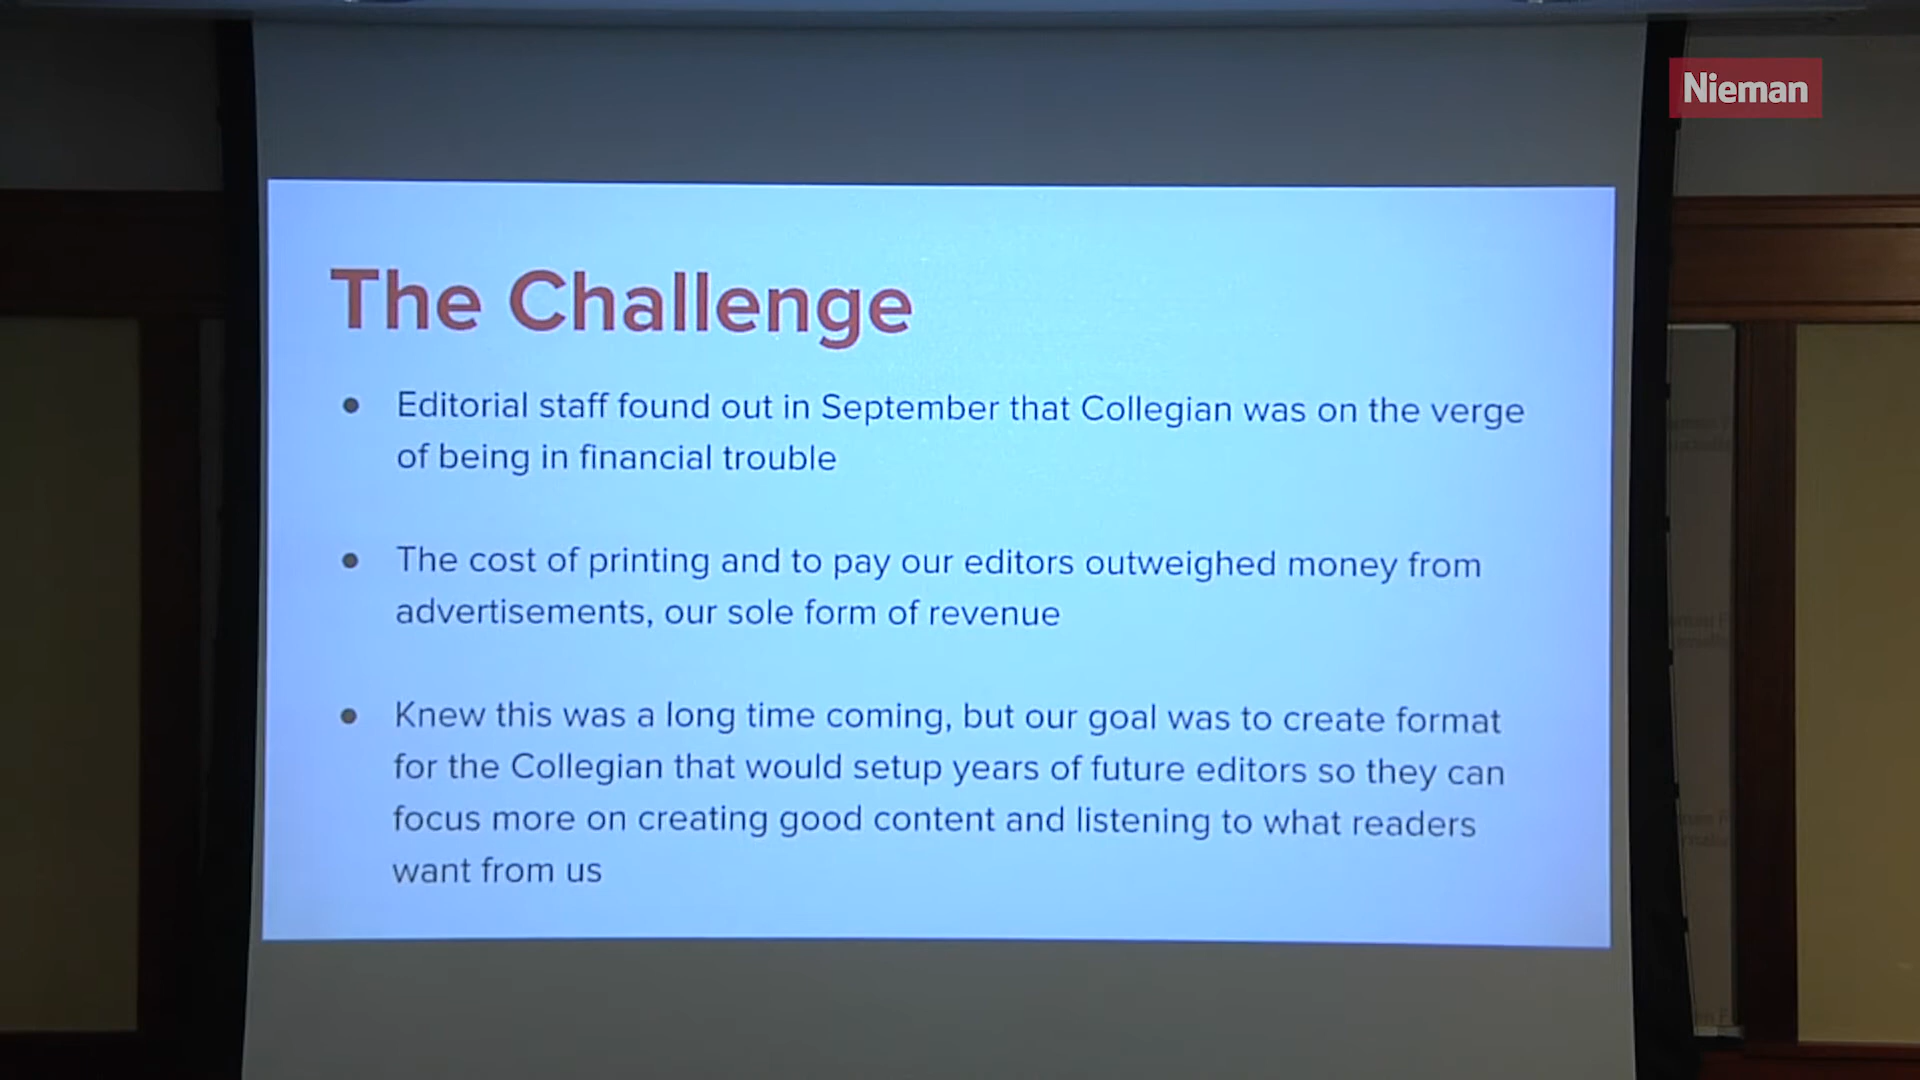 Nieman
The Challenge
• Editorial staff found out in September that Collegian was on the verge
of being in financial trouble
• The cost of printing and to pay our editors outweighed money from
advertisements, our sole form of revenue
• Knew this was a long time coming, but our goal was to create format
for the Collegian that would setup years of future editors so they can
focus more on creating good content and listening to what readers
want from us